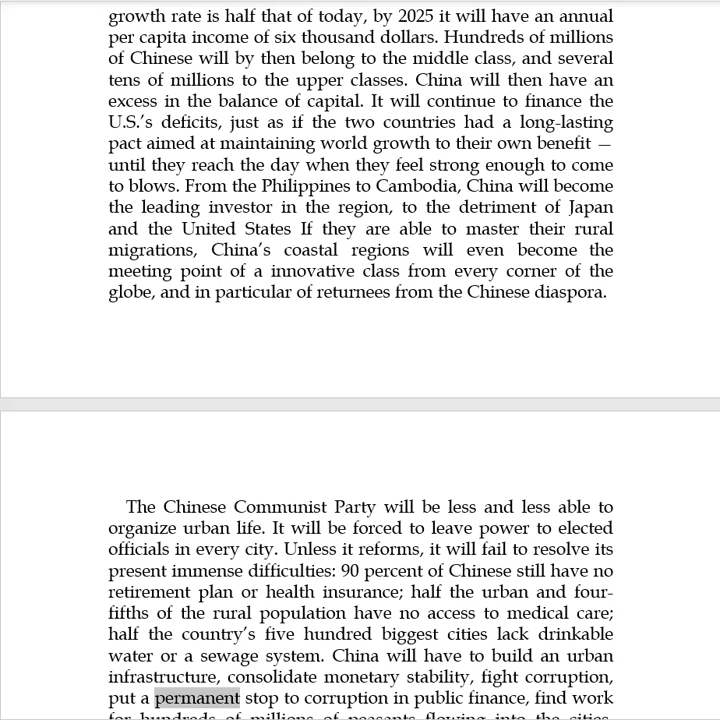 growth rate is half that of today, by 2025 it will have an annual
per capita income of six thousand dollars. Hundreds of millions
of Chinese will by then belong to the middle class, and several
tens of millions to the upper classes. China will then have an
excess in the balance of capital. It will continue to finance the
U.S.’s deficits, just as if the two countries had a long-lasting
pact aimed at maintaining world growth to their own benefit —
until they reach the day when they feel strong enough to come
to blows. From the Philippines to Cambodia, China will become
the leading investor in the region, to the detriment of Japan
and the United States If they are able to master their rural
migrations, China’s coastal regions will even become the
meeting point of a innovative class from every corner of the
globe, and in particular of returnees from the Chinese diaspora.
The Chinese Communist Party will be less and less able to
organize urban life. It will be forced to leave power to elected
officials in every city. Unless it reforms, it will fail to resolve its
present immense difficulties: 90 percent of Chinese still have no
retirement plan or health insurance; half the urban and four-
fifths of the rural population have no access to medical care;
half the country’s five hundred biggest cities lack drinkable
water or a sewage system. China will have to build an urban
infrastructure, consolidate monetary stability, fight corruption,
put a permanent stop to corruption in public finance, find work
for hundreds of millions of peasants flowing into the cities,